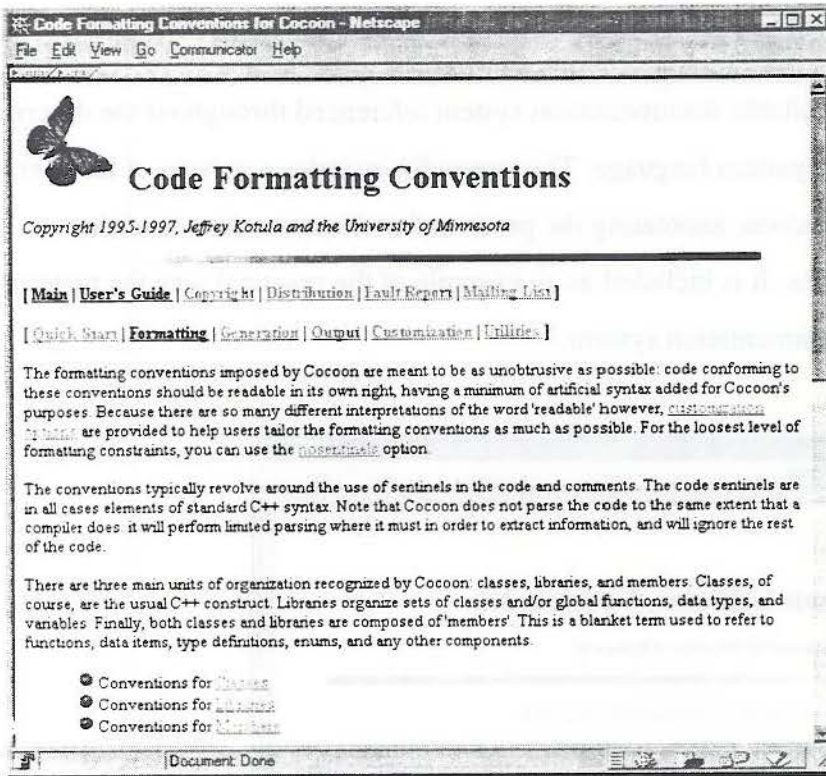 Code Formatting Conventions for Cocoon - Netscape
File Edit View Go Communicator Help
Code Formatting Conventions
Copyright 1995-1997, Jeffrey Kotula and the University of Minnesota
[ Main | User's Guide | Copyright | Distribution | Fault Report | Mailing List ]
[ Quick Start | Formatting | Generation | Output | Customization | Utilities ]
The formatting conventions imposed by Cocoon are meant to be as unobtrusive as possible: code conforming to
these conventions should be readable in its own right, having a minimum of artificial syntax added for Cocoon's
purposes. Because there are so many different interpretations of the word 'readable' however, customization
options are provided to help users tailor the formatting conventions as much as possible. For the loosest level of
formatting constraints, you can use the nosentinels option.
The conventions typically revolve around the use of sentinels in the code and comments. The code sentinels are
in all cases elements of standard C++ syntax. Note that Cocoon does not parse the code to the same extent that a
compiler does: it will perform limited parsing where it must in order to extract information, and will ignore the rest
of the code.
There are three main units of organization recognized by Cocoon: classes, libraries, and members. Classes, of
course, are the usual C++ construct. Libraries organize sets of classes and/or global functions, data types, and
variables. Finally, both classes and libraries are composed of 'members'. This is a blanket term used to refer to
functions, data items, type definitions, enums, and any other components.
Conventions for Classes
Conventions for Libraries
Conventions for Members
Document: Done